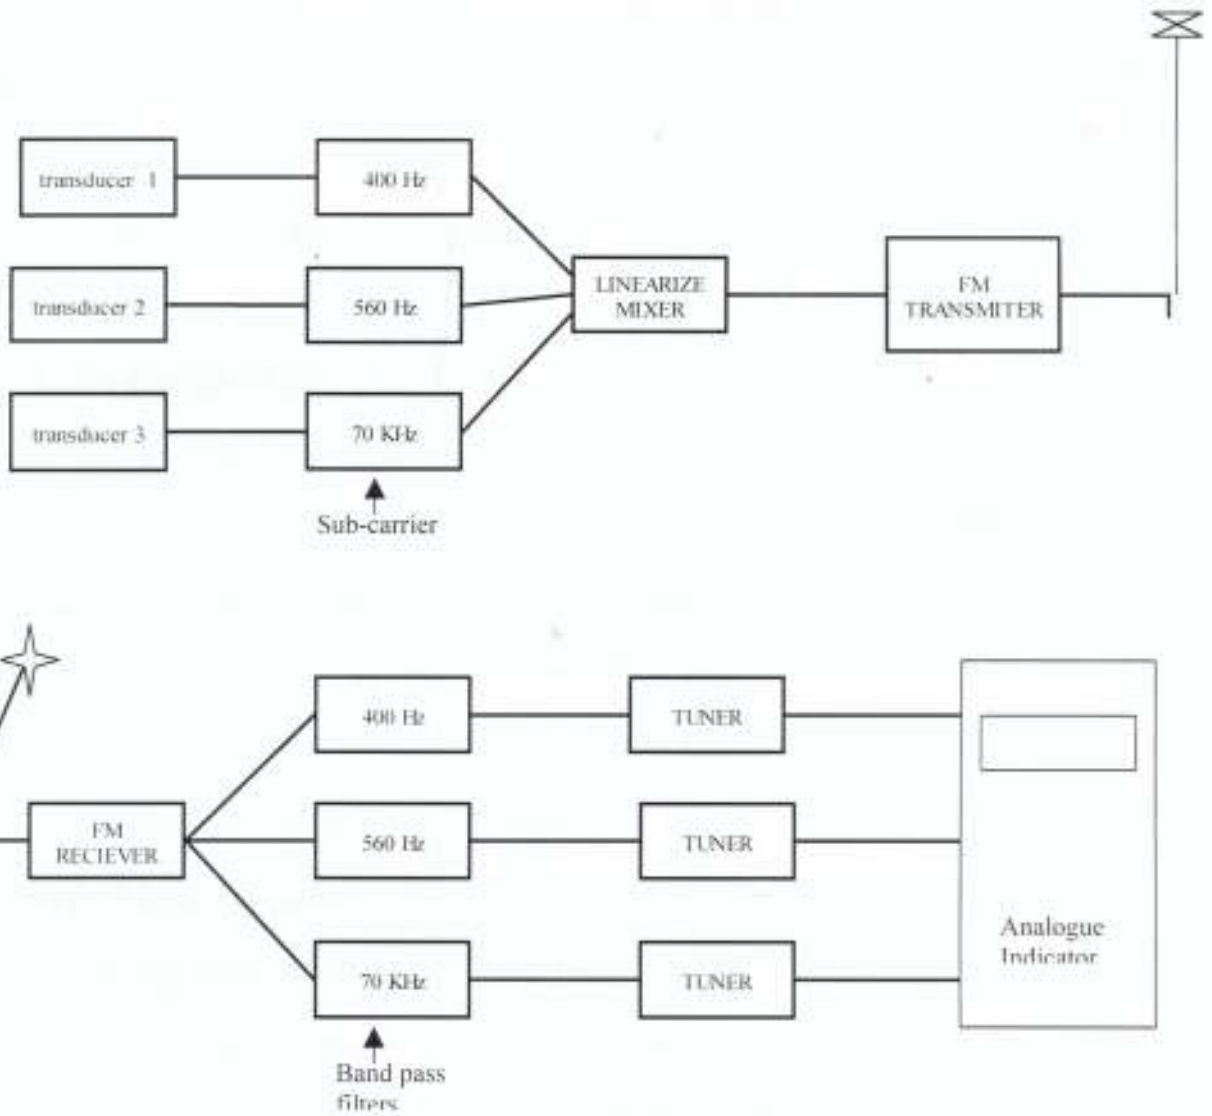 transducer 1
400 Hz
transducer 2
560 Hz
LINEARIZE
MIXER
FM
TRANSMITER
transducer 3
70 KHz
Sub-carrier
400 Hz
TUNER
FM
RECIEVER
560 Hz
TUNER
Analogue
Indicator
70 KHz
TUNER
Band pass
filters